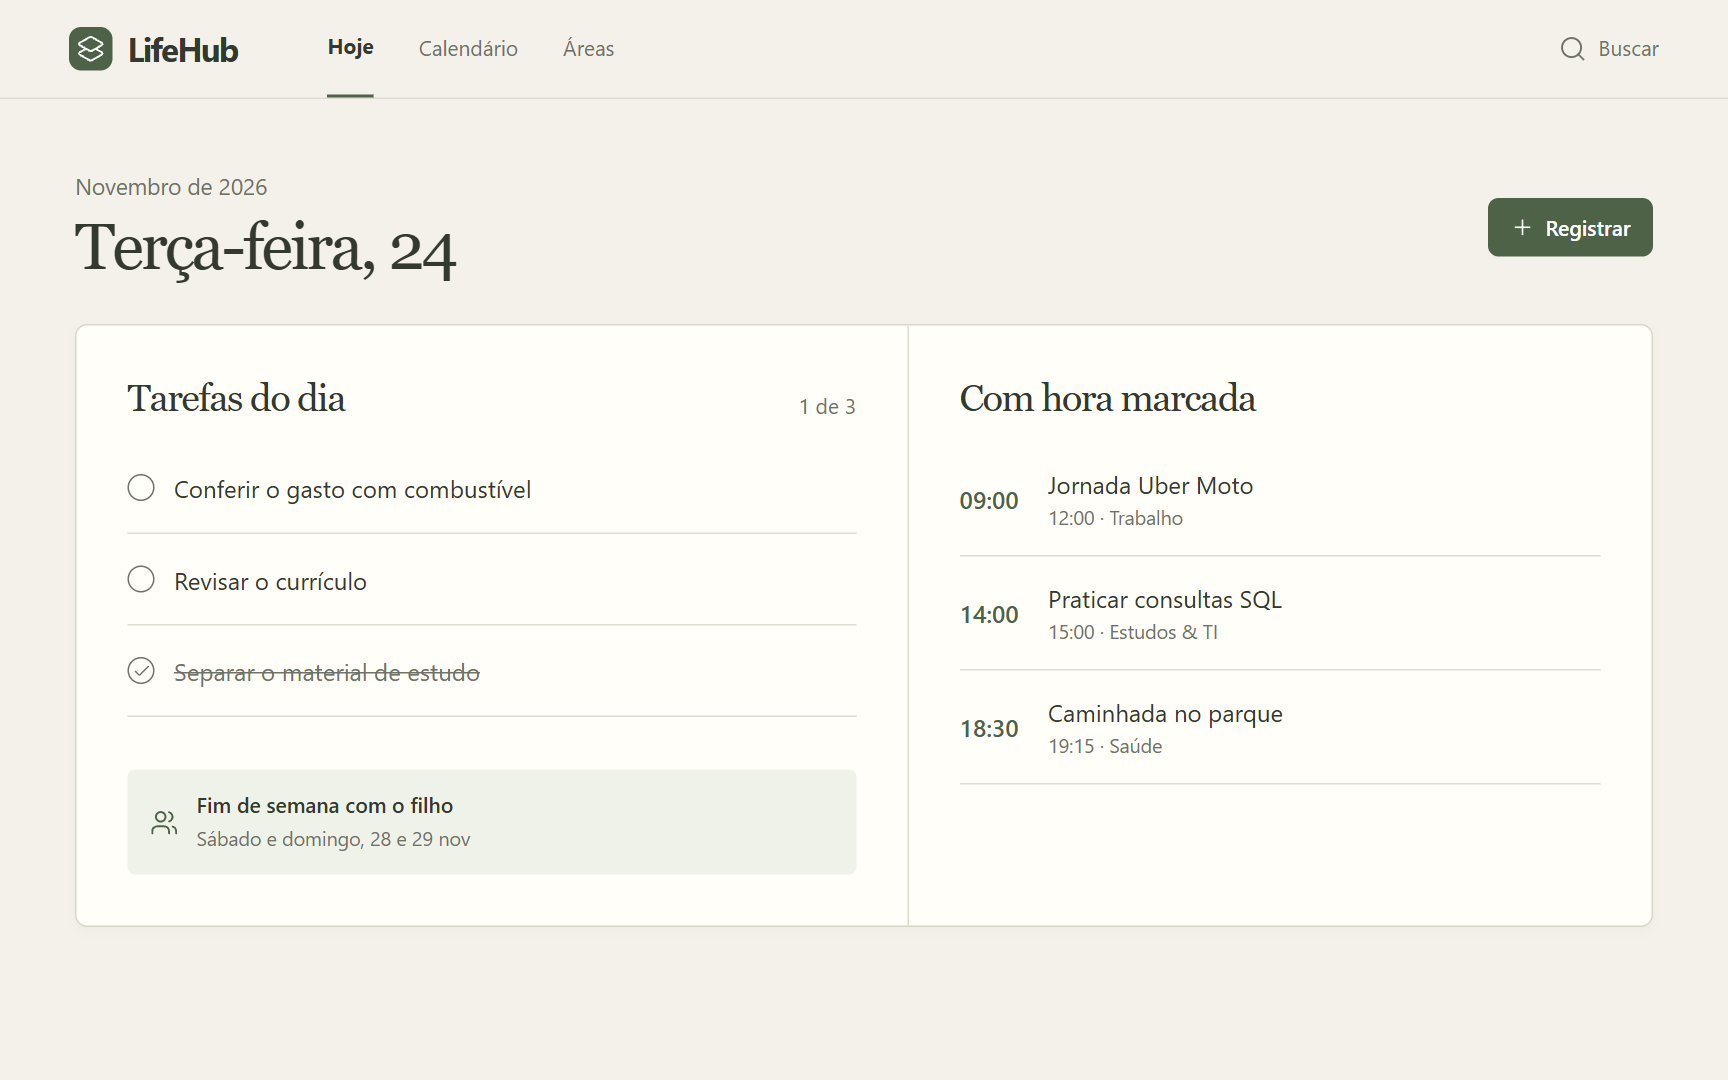 LifeHub
Hoje
Calendário
Áreas
Buscar
Novembro de 2026
Terça-feira, 24
Registrar
Tarefas do dia
1 de 3
Conferir o gasto com combustível
Revisar o currículo
Separar o material de estudo
Fim de semana com o filho
Sábado e domingo, 28 e 29 nov
Com hora marcada
09:00
Jornada Uber Moto
12:00 · Trabalho
14:00
Praticar consultas SQL
15:00 · Estudos & TI
18:30
Caminhada no parque
19:15 · Saúde